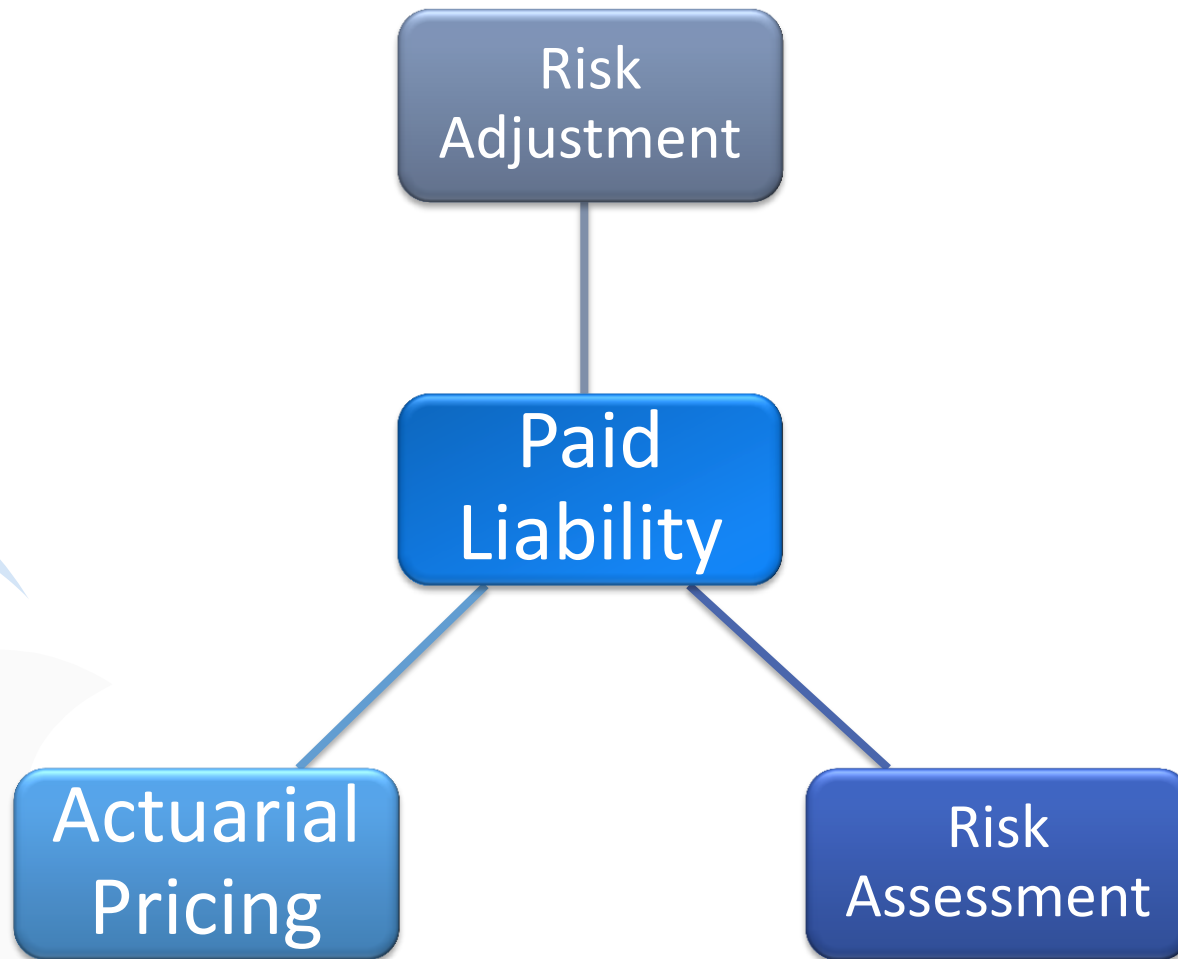 Risk
Adjustment
Paid
Liability
Actuarial
Pricing
Risk
Assessment